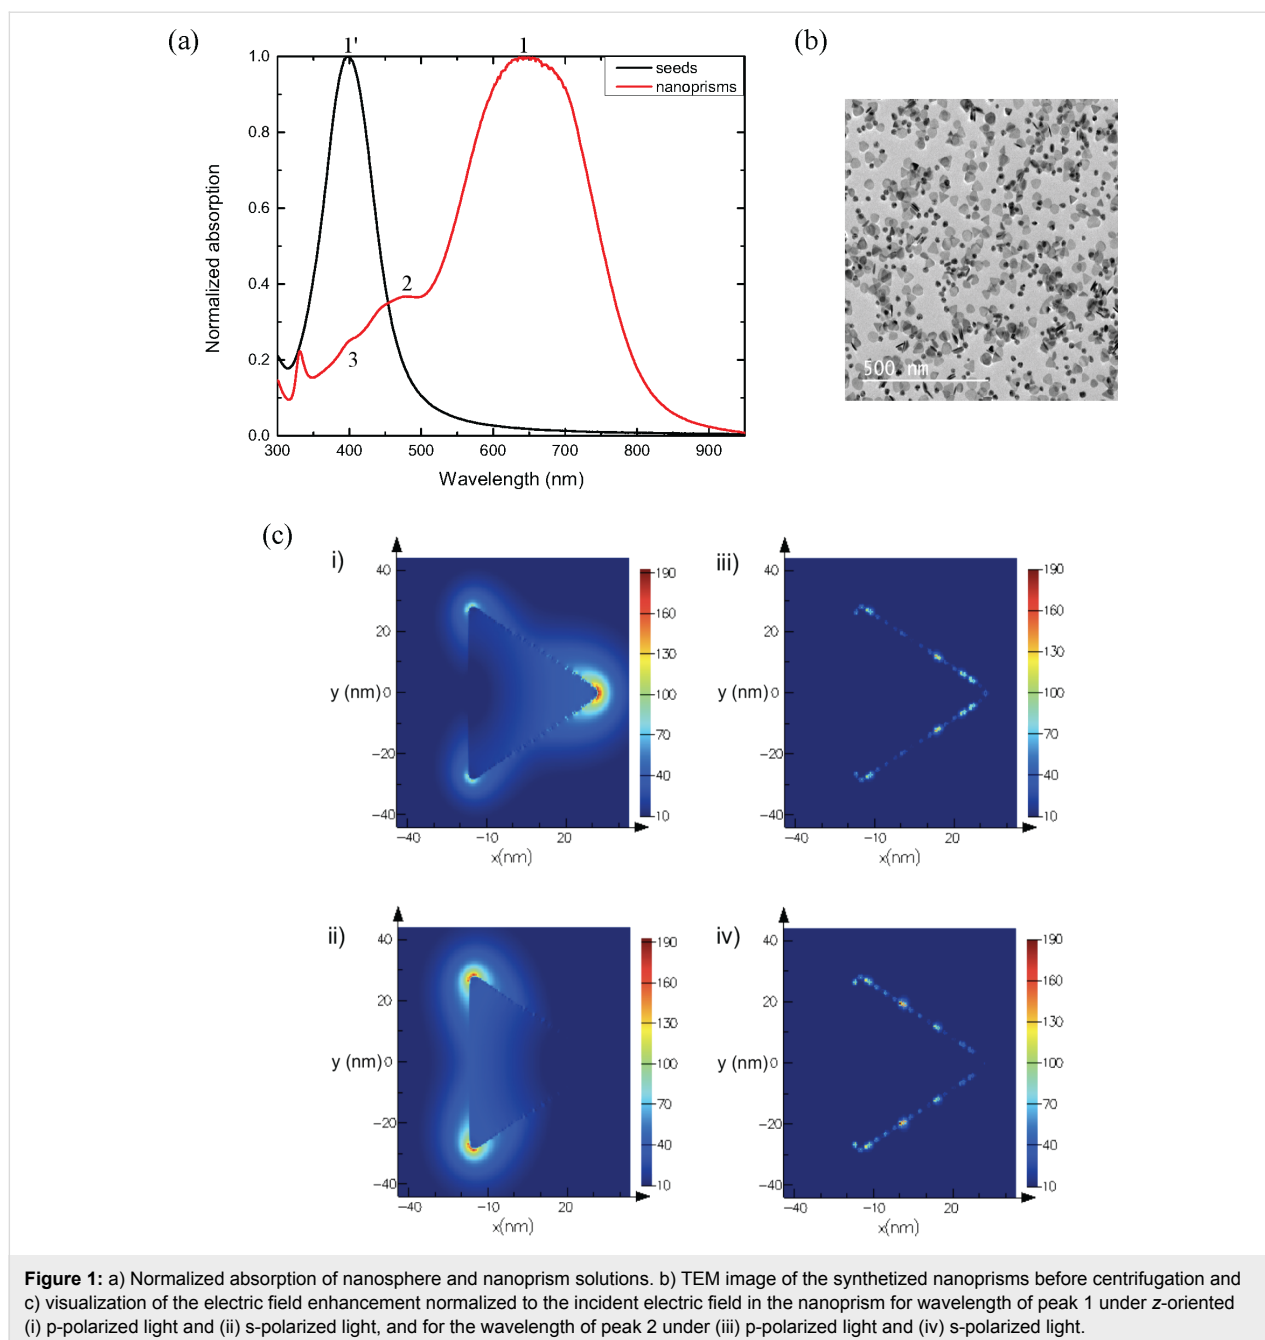 (a)
1'
1
1.0
seeds
nanoprisms
0.8
Normalized absorption
0.6
0.4
2
3
0.2
0.0
300 400 500 600 700 800 900
Wavelength (nm)
(b)
500 nm
(c)
i)
40
20
y (nm) 0
−20
−40
−40 −10 20
x(nm)
190
160
130
100
70
40
10
iii)
40
20
y (nm) 0
−20
−40
−40 −10 20
x(nm)
190
160
130
100
70
40
10
ii)
40
20
y (nm) 0
−20
−40
−40 −10 20
x(nm)
190
160
130
100
70
40
10
iv)
40
20
y (nm) 0
−20
−40
−40 −10 20
x(nm)
190
160
130
100
70
40
10
Figure 1: a) Normalized absorption of nanosphere and nanoprism solutions. b) TEM image of the synthetized nanoprisms before centrifugation and
c) visualization of the electric field enhancement normalized to the incident electric field in the nanoprism for wavelength of peak 1 under z-oriented
(i) p-polarized light and (ii) s-polarized light, and for the wavelength of peak 2 under (iii) p-polarized light and (iv) s-polarized light.